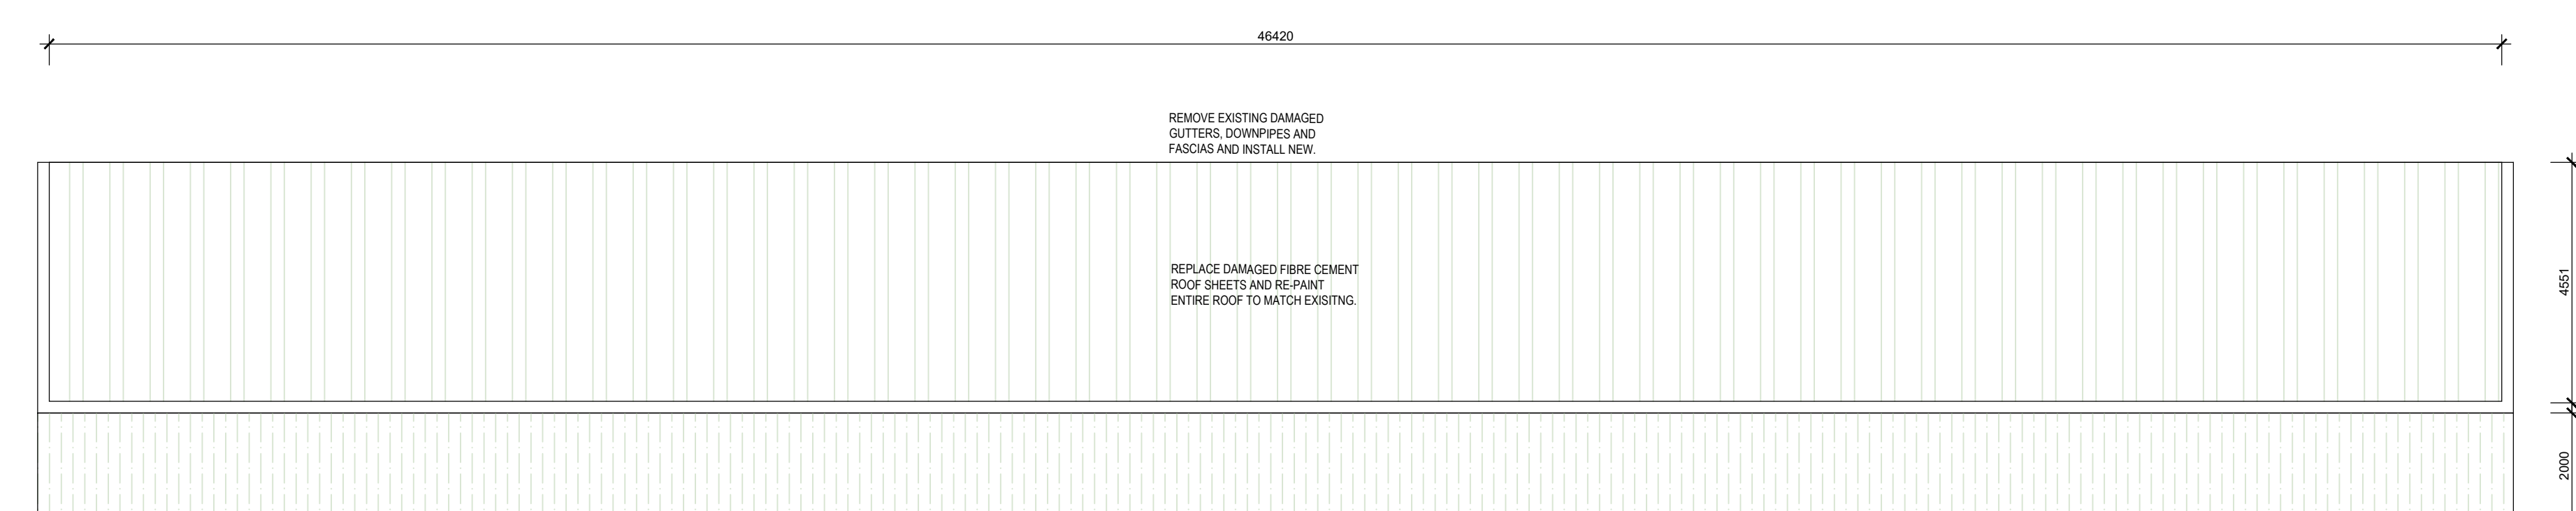 46420
REMOVE EXISTING DAMAGED
GUTTERS, DOWNPIPES AND
FASCIAS AND INSTALL NEW.
REPLACE DAMAGED FIBRE CEMENT
ROOF SHEETS AND RE-PAINT
ENTIRE ROOF TO MATCH EXISITNG.
4551
2000